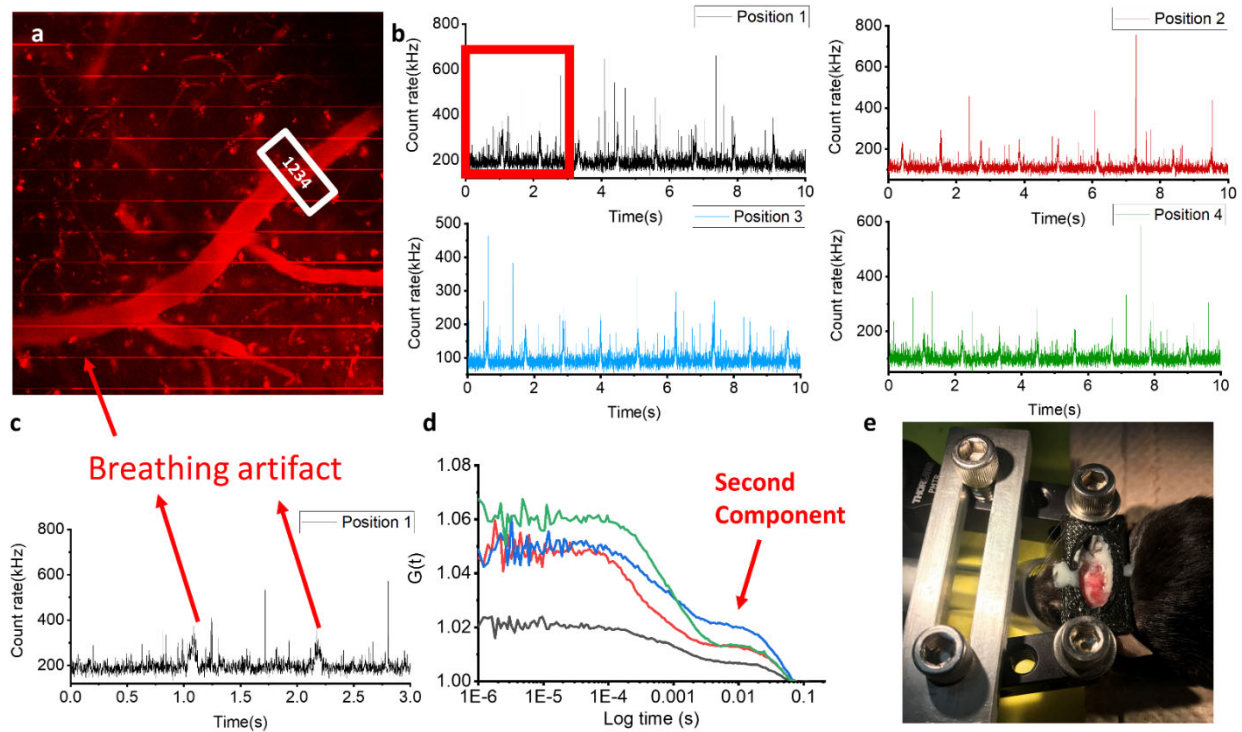 a
1234
b
Position 1
Count rate(kHz)
800
600
400
200
0 2 4 6 8 10
Time(s)
Position 2
Count rate(kHz)
800
600
400
200
0 2 4 6 8 10
Time(s)
Position 3
Count rate(kHz)
500
400
300
200
100
0 2 4 6 8 10
Time(s)
Position 4
Count rate(kHz)
600
400
200
0 2 4 6 8 10
Time(s)
c
Breathing artifact
Position 1
Count rate(kHz)
800
600
400
200
0.0 0.5 1.0 1.5 2.0 2.5 3.0
Time(s)
d
Second
Component
G(t)
1.08
1.06
1.04
1.02
1.00
1E-6 1E-5 1E-4 0.001 0.01 0.1
Log time (s)
e